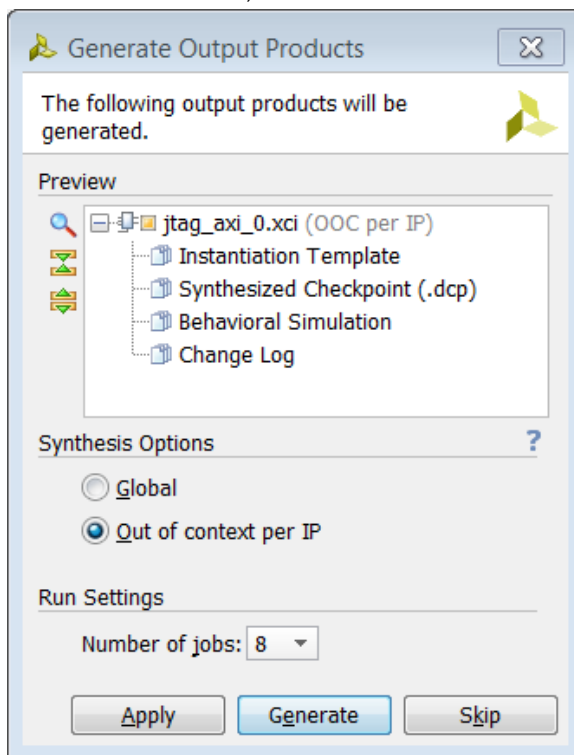 Generate Output Products
The following output products will be
generated.
Preview
jtag_axi_0.xci (OOC per IP)
Instantiation Template
Synthesized Checkpoint (.dcp)
Behavioral Simulation
Change Log
Synthesis Options
?
Global
Out of context per IP
Run Settings
Number of jobs: 8
Apply Generate Skip